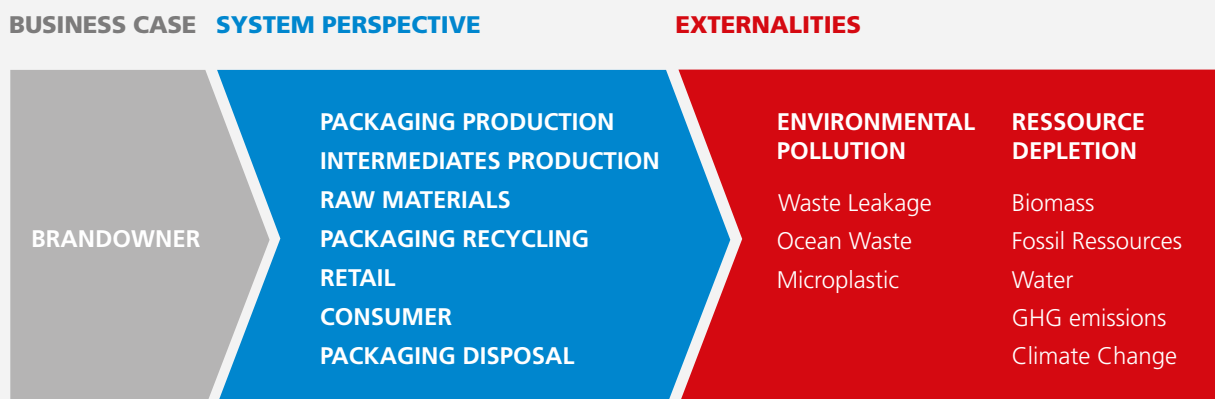 BUSINESS CASE
SYSTEM PERSPECTIVE
EXTERNALITIES
BRANDOWNER
PACKAGING PRODUCTION
INTERMEDIATES PRODUCTION
RAW MATERIALS
PACKAGING RECYCLING
RETAIL
CONSUMER
PACKAGING DISPOSAL
ENVIRONMENTAL
POLLUTION
Waste Leakage
Ocean Waste
Microplastic
RESSOURCE
DEPLETION
Biomass
Fossil Ressources
Water
GHG emissions
Climate Change